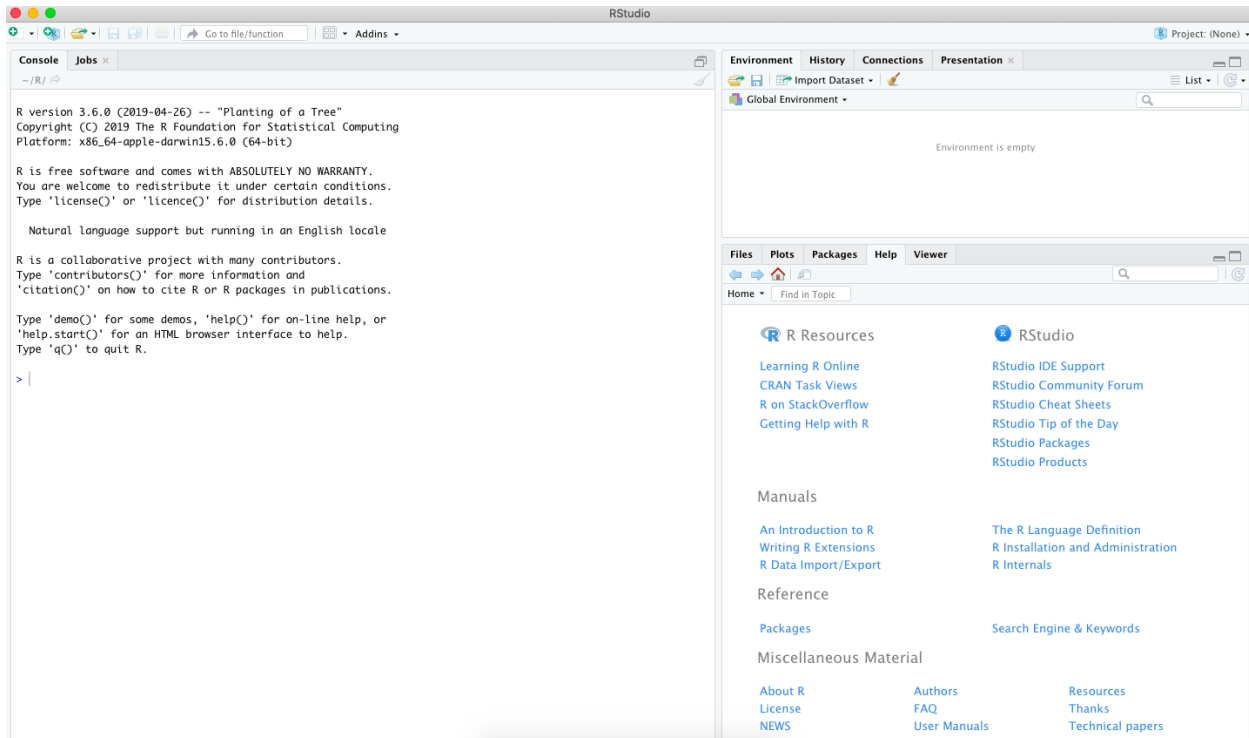 RStudio
Go to file/function Addins Project: (None)
Console Jobs
~/R/
R version 3.6.0 (2019-04-26) -- "Planting of a Tree"
Copyright (C) 2019 The R Foundation for Statistical Computing
Platform: x86_64-apple-darwin15.6.0 (64-bit)
R is free software and comes with ABSOLUTELY NO WARRANTY.
You are welcome to redistribute it under certain conditions.
Type 'license()' or 'licence()' for distribution details.
Natural language support but running in an English locale
R is a collaborative project with many contributors.
Type 'contributors()' for more information and
'citation()' on how to cite R or R packages in publications.
Type 'demo()' for some demos, 'help()' for on-line help, or
'help.start()' for an HTML browser interface to help.
Type 'q()' to quit R.
>
Environment History Connections Presentation
Import Dataset List
Global Environment
Environment is empty
Files Plots Packages Help Viewer
Home Find in Topic
R R Resources
Learning R Online
CRAN Task Views
R on StackOverflow
Getting Help with R
R RStudio
RStudio IDE Support
RStudio Community Forum
RStudio Cheat Sheets
RStudio Tip of the Day
RStudio Packages
RStudio Products
Manuals
An Introduction to R The R Language Definition
Writing R Extensions R Installation and Administration
R Data Import/Export R Internals
Reference
Packages Search Engine & Keywords
Miscellaneous Material
About R Authors Resources
License FAQ Thanks
NEWS User Manuals Technical papers